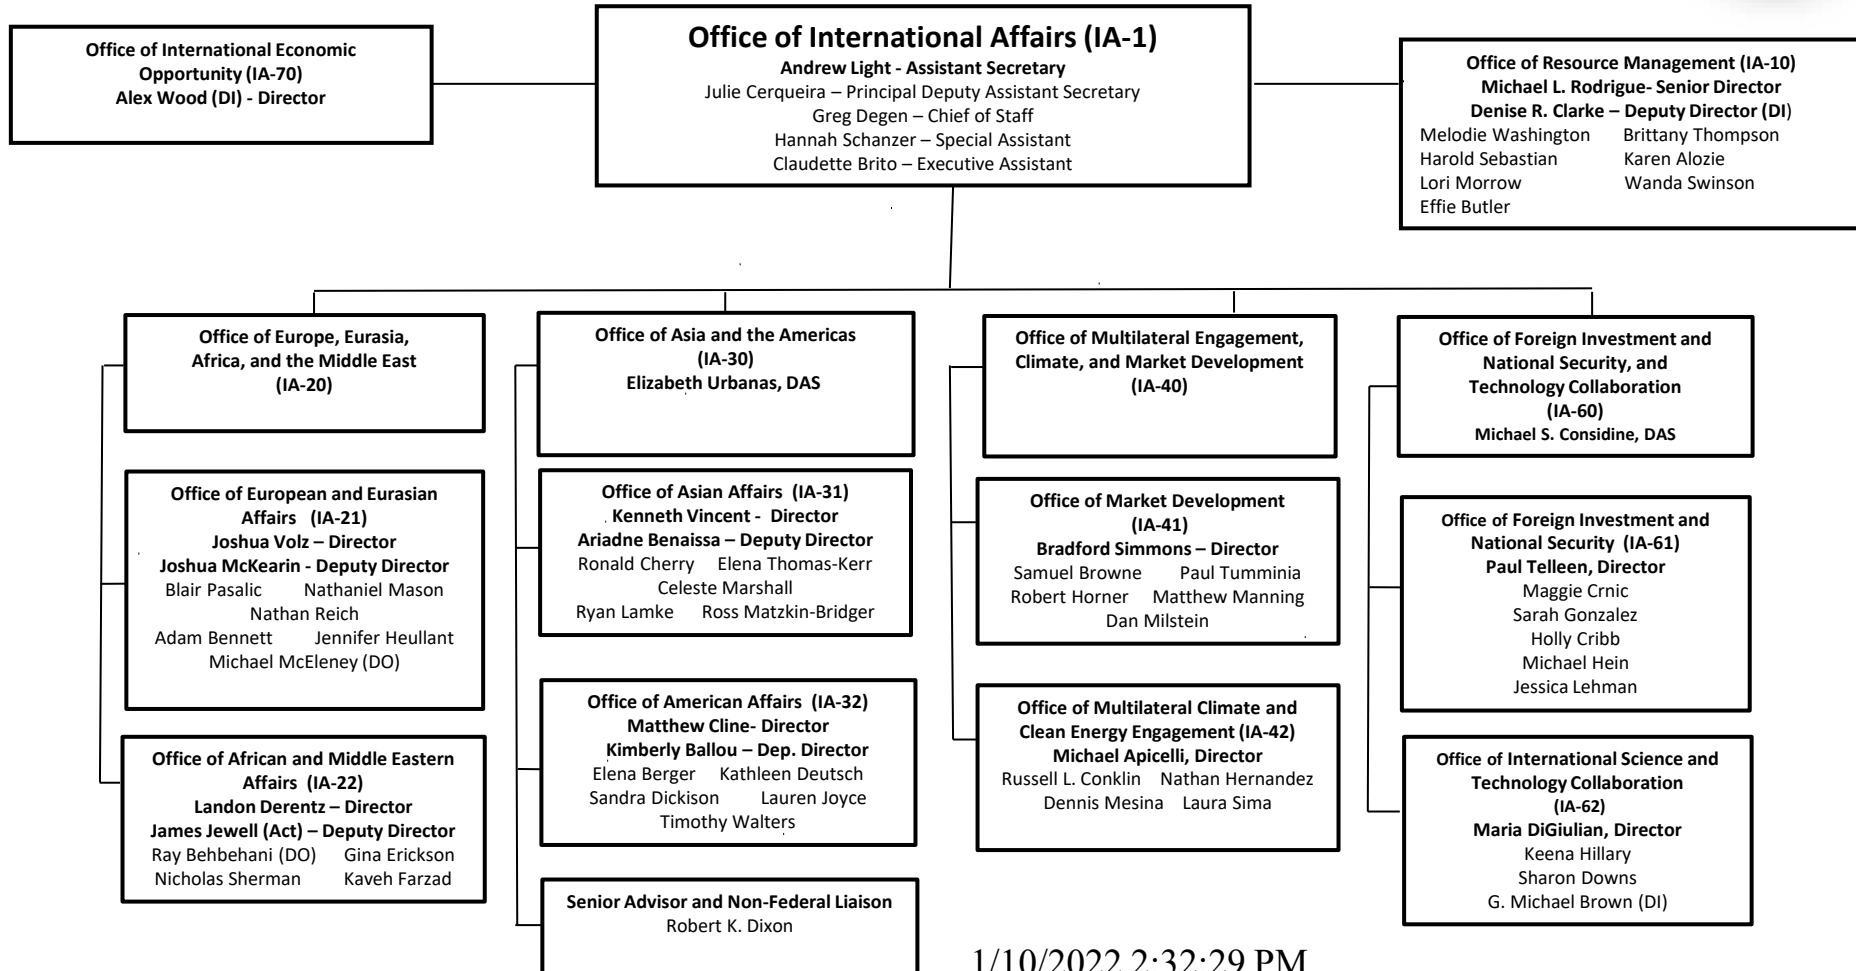 Office of International Economic
Opportunity (IA-70)
Alex Wood (DI) - Director
Office of International Affairs (IA-1)
Andrew Light - Assistant Secretary
Julie Cerqueira – Principal Deputy Assistant Secretary
Greg Degen – Chief of Staff
Hannah Schanzer – Special Assistant
Claudette Brito – Executive Assistant
Office of Resource Management (IA-10)
Michael L. Rodrigue- Senior Director
Denise R. Clarke – Deputy Director (DI)
Melodie Washington Brittany Thompson
Harold Sebastian Karen Alozie
Lori Morrow Wanda Swinson
Effie Butler
Office of Europe, Eurasia,
Africa, and the Middle East
(IA-20)
Office of European and Eurasian
Affairs (IA-21)
Joshua Volz – Director
Joshua McKearin - Deputy Director
Blair Pasalic Nathaniel Mason
Nathan Reich
Adam Bennett Jennifer Heullant
Michael McEleney (DO)
Office of African and Middle Eastern
Affairs (IA-22)
Landon Derentz – Director
James Jewell (Act) – Deputy Director
Ray Behbehani (DO) Gina Erickson
Nicholas Sherman Kaveh Farzad
Office of Asia and the Americas
(IA-30)
Elizabeth Urbanas, DAS
Office of Asian Affairs (IA-31)
Kenneth Vincent - Director
Ariadne Benaissa – Deputy Director
Ronald Cherry Elena Thomas-Kerr
Celeste Marshall
Ryan Lamke Ross Matzkin-Bridger
Office of American Affairs (IA-32)
Matthew Cline- Director
Kimberly Ballou – Dep. Director
Elena Berger Kathleen Deutsch
Sandra Dickison Lauren Joyce
Timothy Walters
Senior Advisor and Non-Federal Liaison
Robert K. Dixon
Office of Multilateral Engagement,
Climate, and Market Development
(IA-40)
Office of Market Development
(IA-41)
Bradford Simmons – Director
Samuel Browne Paul Tumminia
Robert Horner Matthew Manning
Dan Milstein
Office of Multilateral Climate and
Clean Energy Engagement (IA-42)
Michael Apicelli, Director
Russell L. Conklin Nathan Hernandez
Dennis Mesina Laura Sima
Office of Foreign Investment and
National Security, and
Technology Collaboration
(IA-60)
Michael S. Considine, DAS
Office of Foreign Investment and
National Security (IA-61)
Paul Telleen, Director
Maggie Crnic
Sarah Gonzalez
Holly Cribb
Michael Hein
Jessica Lehman
Office of International Science and
Technology Collaboration
(IA-62)
Maria DiGiulian, Director
Keena Hillary
Sharon Downs
G. Michael Brown (DI)
1/10/2022 2:32:29 PM